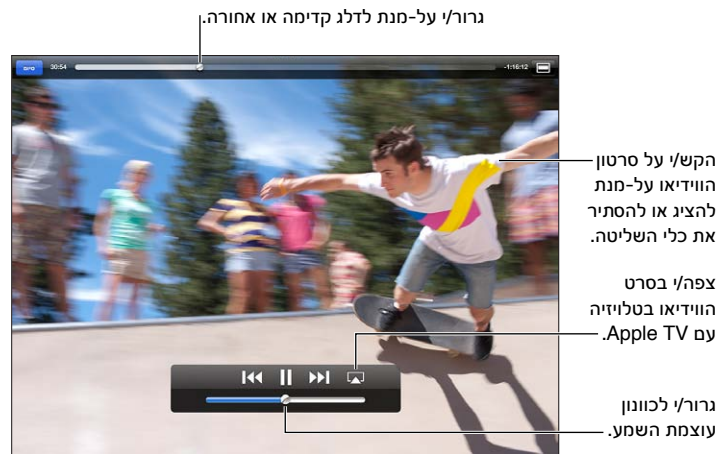 גרור/י על-מנת לדלג קדימה או אחורה.
סיום
30:54
-1:16:12
הקש/י על סרטון
הווידיאו על-מנת
להציג או להסתיר
את כלי השליטה.
צפה/י בסרט
הווידיאו בטלויזיה
עם Apple TV.
גרור/י לכוונון
עוצמת השמע.